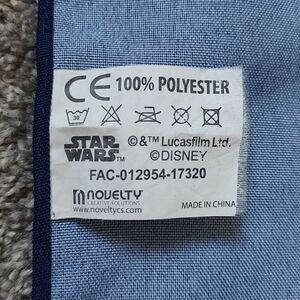 CE 100% POLYESTER
30°
STAR WARS™ ©&™ Lucasfilm Ltd.
©DISNEY
FAC-012954-17320
NOVELTY
CREATIVE SOLUTIONS
www.noveltycs.com
MADE IN CHINA